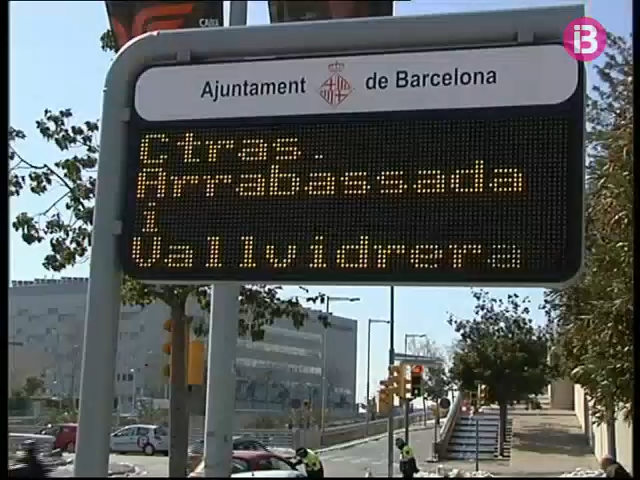 Ajuntament de Barcelona
Ctras.
Arrabassada
i
Vallvidrera